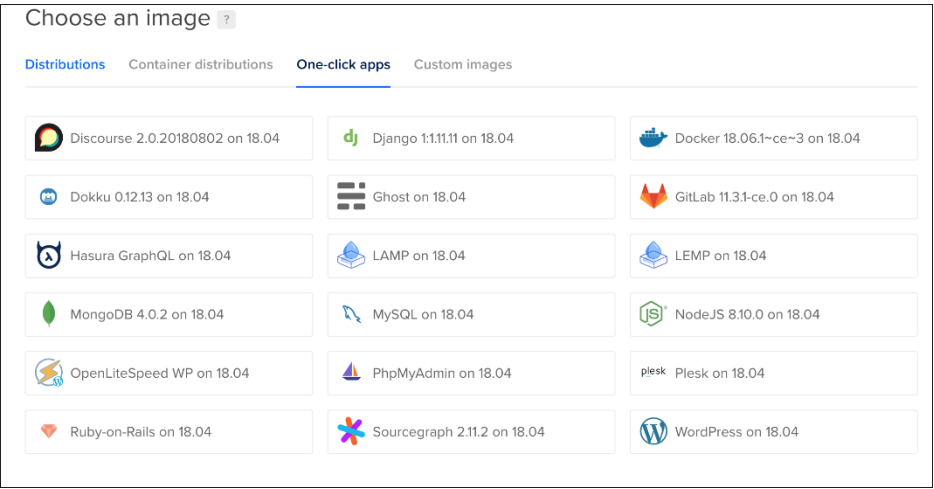 Choose an image ?
Distributions Container distributions One-click apps Custom images
Discourse 2.0.20180802 on 18.04 Django 1:1.11.11 on 18.04 Docker 18.06.1~ce~3 on 18.04
Dokku 0.12.13 on 18.04 Ghost on 18.04 GitLab 11.3.1-ce.0 on 18.04
Hasura GraphQL on 18.04 LAMP on 18.04 LEMP on 18.04
MongoDB 4.0.2 on 18.04 MySQL on 18.04 NodeJS 8.10.0 on 18.04
OpenLiteSpeed WP on 18.04 PhpMyAdmin on 18.04 plesk Plesk on 18.04
Ruby-on-Rails on 18.04 Sourcegraph 2.11.2 on 18.04 WordPress on 18.04